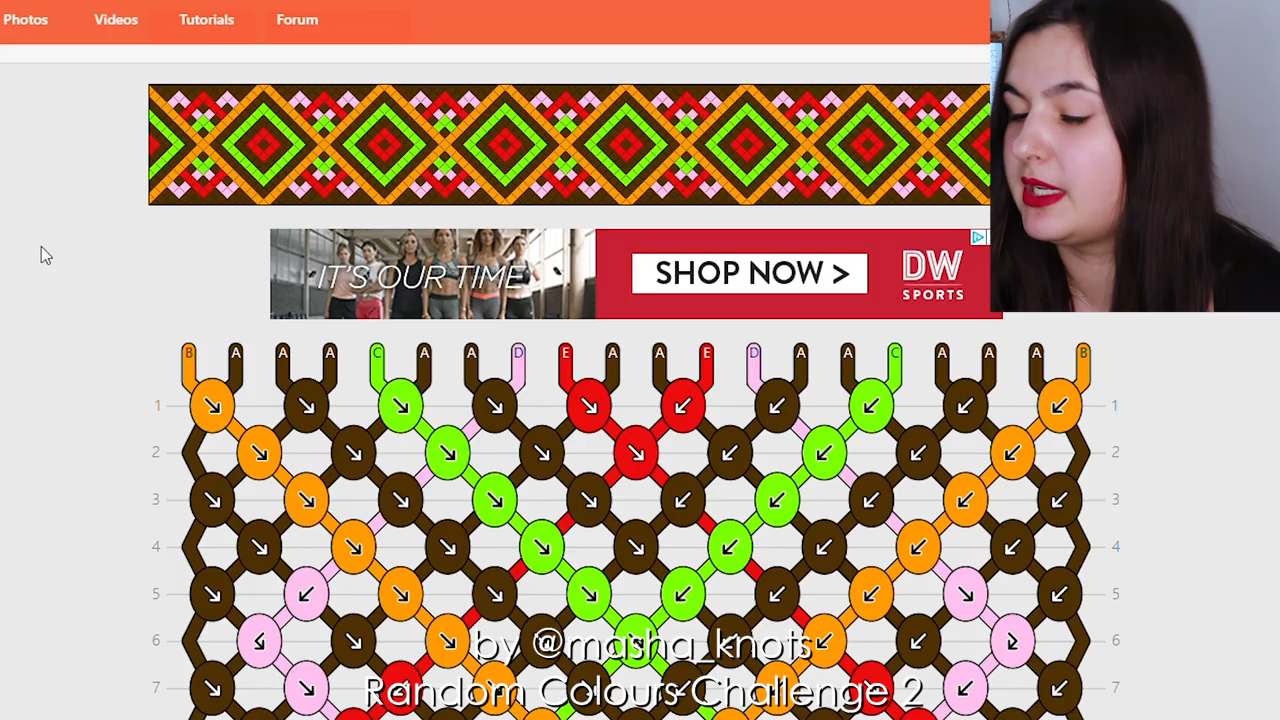 Photos Videos Tutorials Forum
IT'S OUR TIME
SHOP NOW >
DW
SPORTS
B A A A C A A D E A A E D A A C A A A B
1 1
2 2
3 3
4 4
5 5
6 6
7 7
by @masha_knots
Random Colours Challenge 2